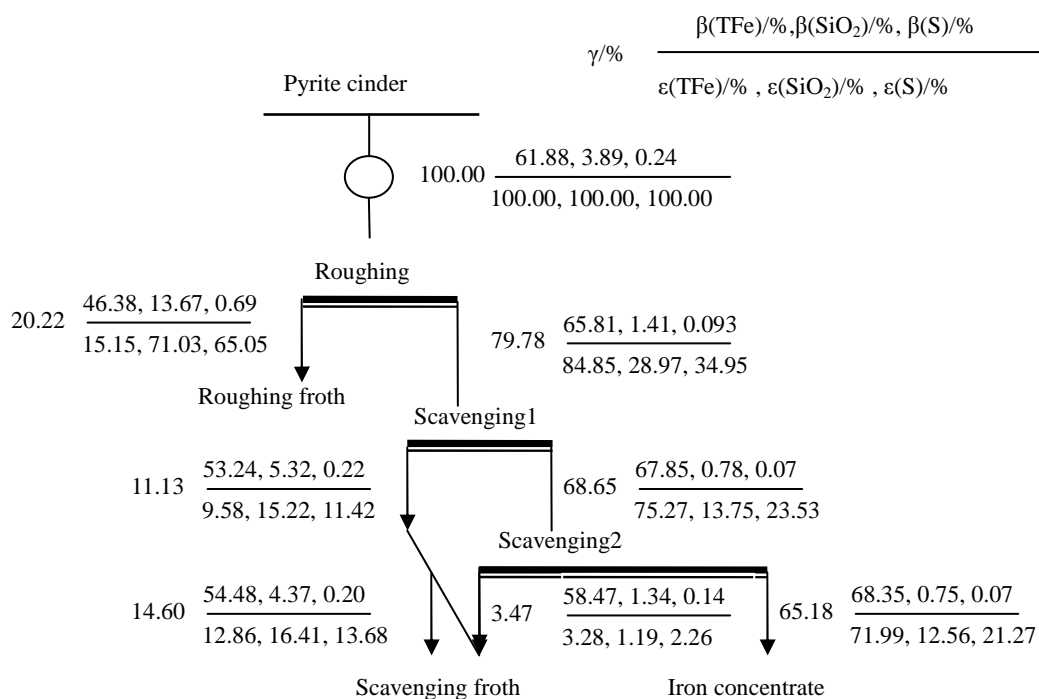 β(TFe)/%,β(SiO₂)/%, β(S)/%
γ/%
ε(TFe)/% , ε(SiO₂)/% , ε(S)/%
Pyrite cinder
61.88, 3.89, 0.24
100.00
100.00, 100.00, 100.00
Roughing
46.38, 13.67, 0.69
20.22
15.15, 71.03, 65.05
65.81, 1.41, 0.093
79.78
84.85, 28.97, 34.95
Roughing froth
Scavenging1
53.24, 5.32, 0.22
11.13
9.58, 15.22, 11.42
67.85, 0.78, 0.07
68.65
75.27, 13.75, 23.53
Scavenging2
54.48, 4.37, 0.20
14.60
12.86, 16.41, 13.68
58.47, 1.34, 0.14
3.47
3.28, 1.19, 2.26
68.35, 0.75, 0.07
65.18
71.99, 12.56, 21.27
Scavenging froth
Iron concentrate